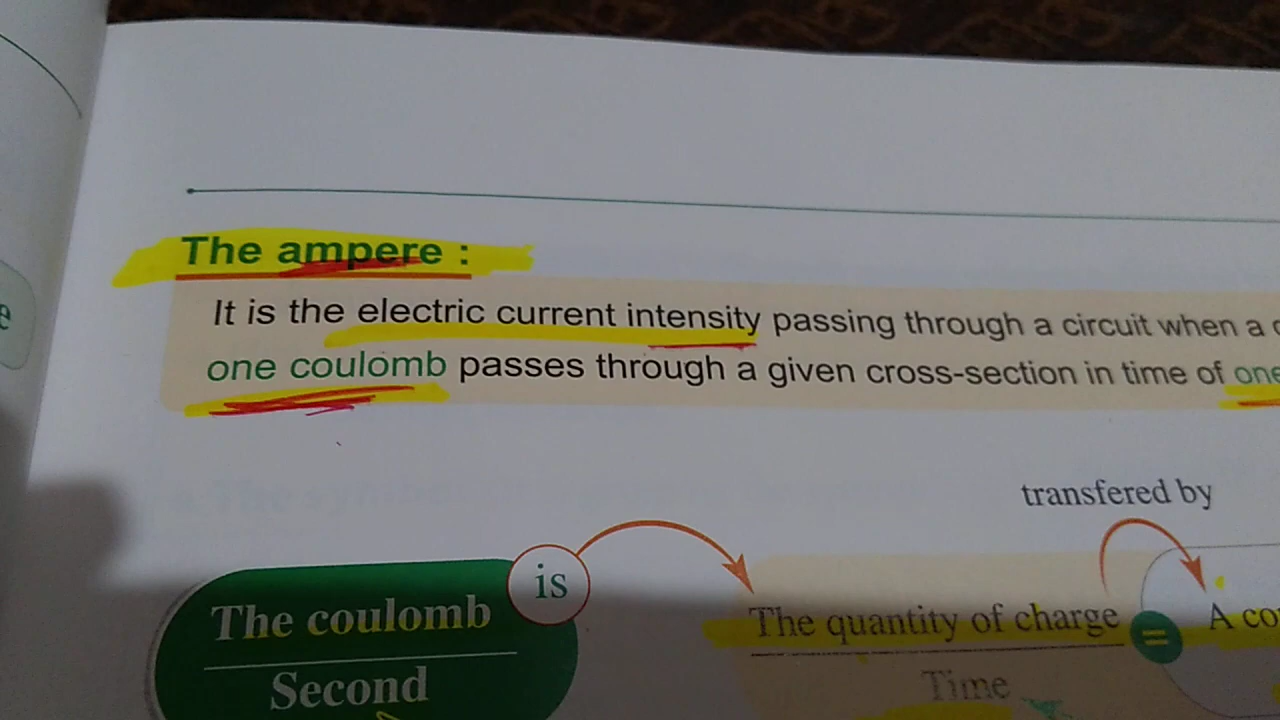 The ampere :
It is the electric current intensity passing through a circuit when a
one coulomb passes through a given cross-section in time of one
transfered by
is
The coulomb
Second
The quantity of charge
Time
=
A